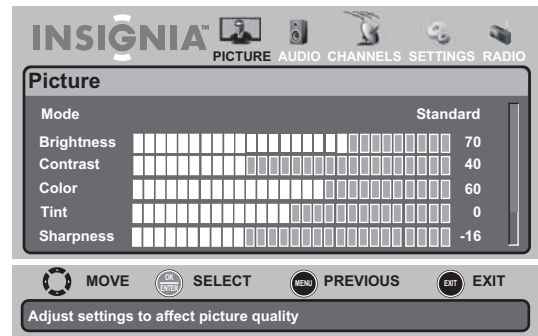 INSIGNIA™
PICTURE AUDIO CHANNELS SETTINGS RADIO
Picture
Mode Standard
Brightness 70
Contrast 40
Color 60
Tint 0
Sharpness -16
MOVE OK ENTER SELECT MENU PREVIOUS EXIT EXIT
Adjust settings to affect picture quality